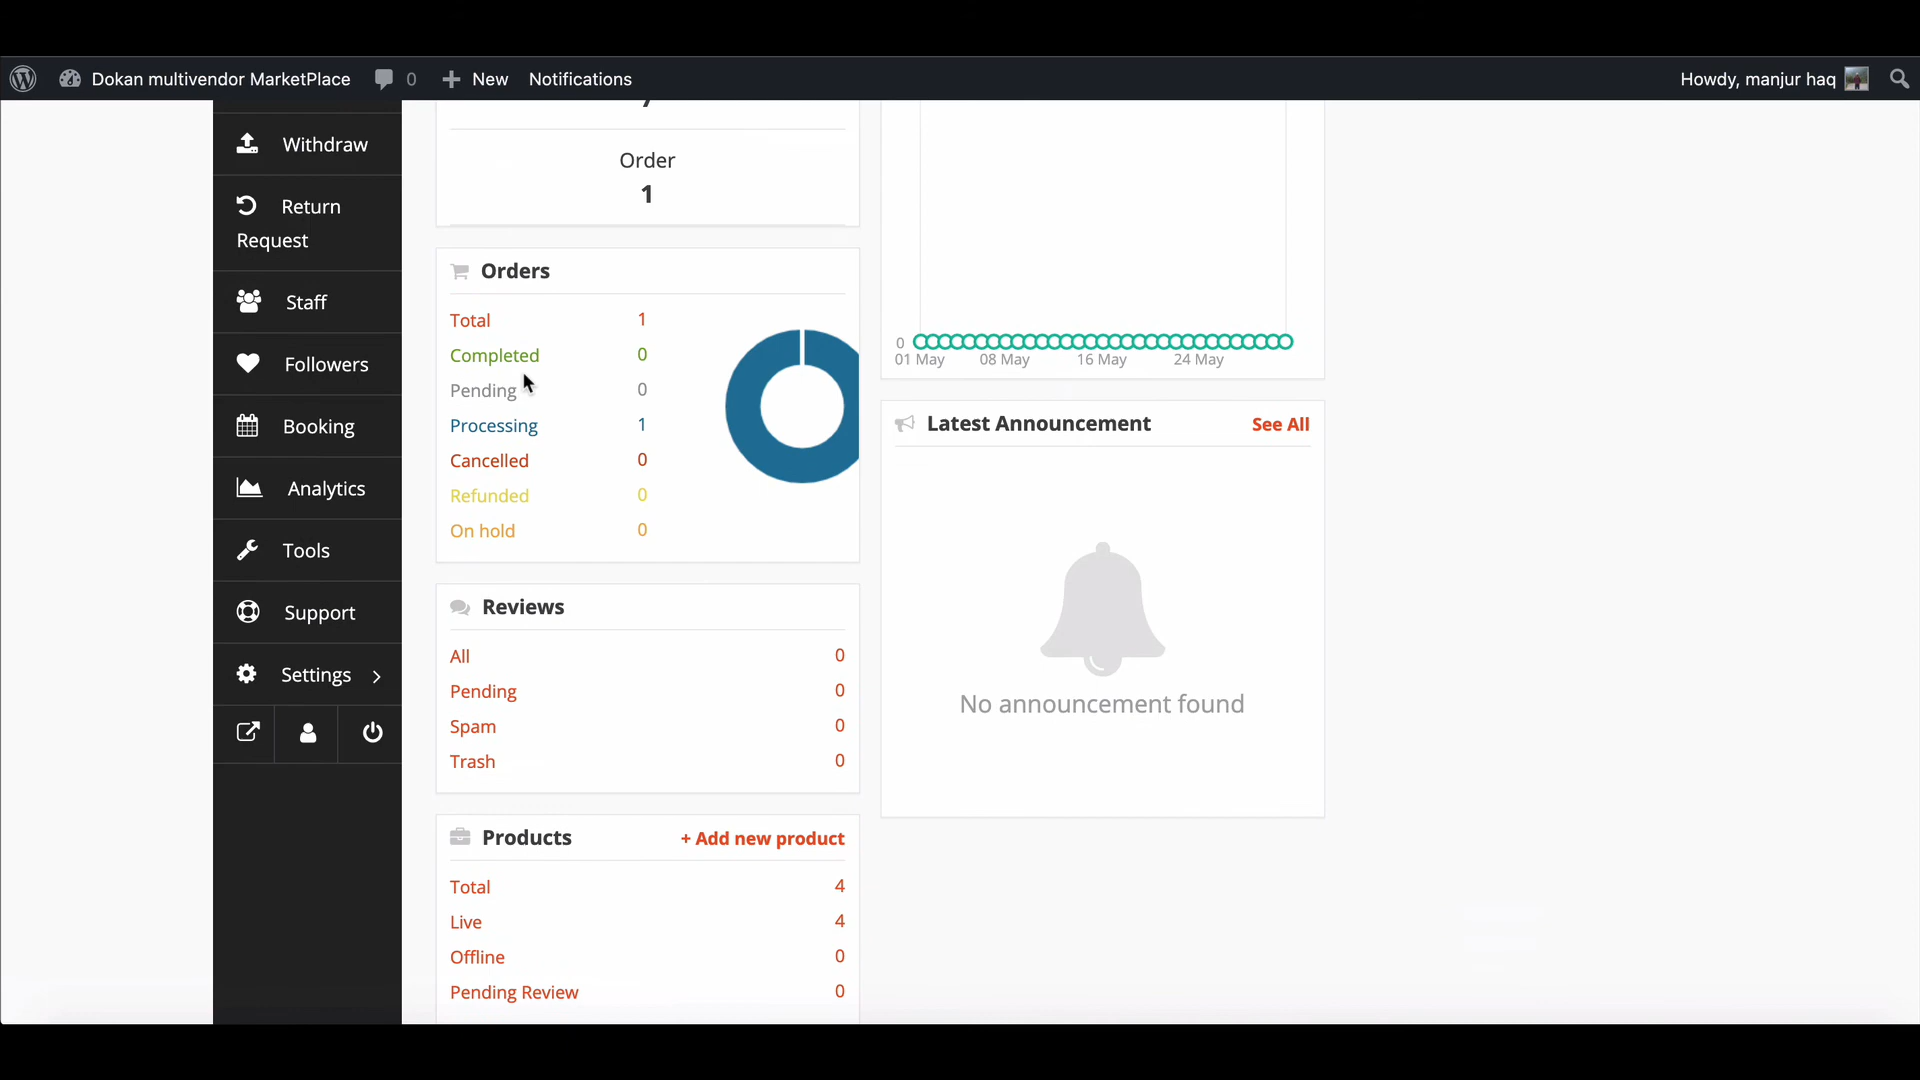 Dokan multivendor MarketPlace 0 New Notifications Howdy, manjur haq
Withdraw
Return
Request
Staff
Followers
Booking
Analytics
Tools
Support
Settings
Order
1
Orders
Total 1
Completed 0
Pending 0
Processing 1
Cancelled 0
Refunded 0
On hold 0
Reviews
All 0
Pending 0
Spam 0
Trash 0
Products + Add new product
Total 4
Live 4
Offline 0
Pending Review 0
0
01 May 08 May 16 May 24 May
Latest Announcement See All
No announcement found